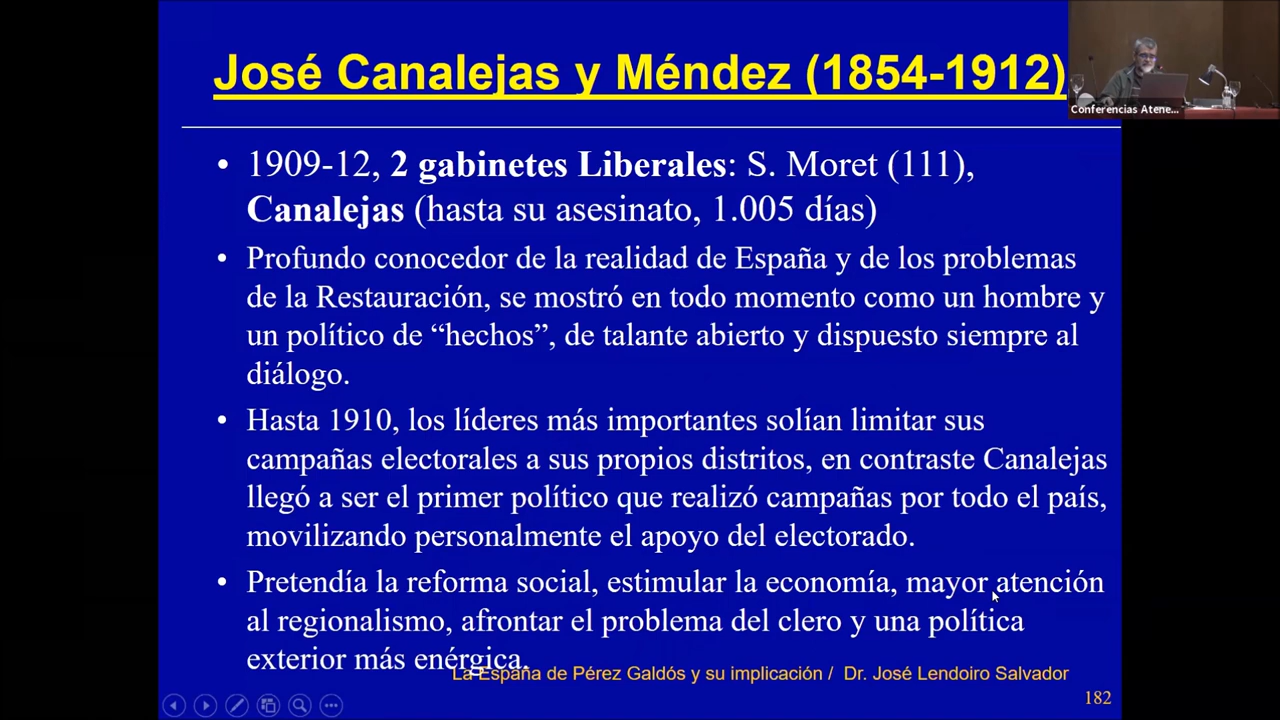 José Canalejas y Méndez (1854-1912)
Conferencias Atene...
• 1909-12, 2 gabinetes Liberales: S. Moret (111),
Canalejas (hasta su asesinato, 1.005 días)
• Profundo conocedor de la realidad de España y de los problemas
de la Restauración, se mostró en todo momento como un hombre y
un político de “hechos”, de talante abierto y dispuesto siempre al
diálogo.
• Hasta 1910, los líderes más importantes solían limitar sus
campañas electorales a sus propios distritos, en contraste Canalejas
llegó a ser el primer político que realizó campañas por todo el país,
movilizando personalmente el apoyo del electorado.
• Pretendía la reforma social, estimular la economía, mayor atención
al regionalismo, afrontar el problema del clero y una política
exterior más enérgica.
La España de Pérez Galdós y su implicación / Dr. José Lendoiro Salvador
182